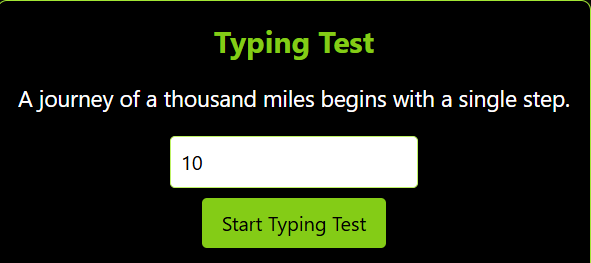 Typing Test
A journey of a thousand miles begins with a single step.
10
Start Typing Test